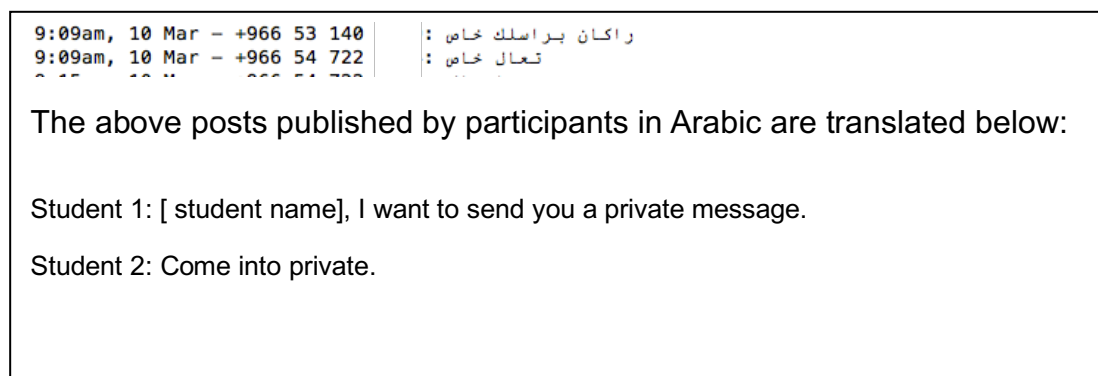 9:09am, 10 Mar – +966 53 140 : راكان براسلك خاص
9:09am, 10 Mar – +966 54 722 : تعال خاص
The above posts published by participants in Arabic are translated below:
Student 1: [ student name], I want to send you a private message.
Student 2: Come into private.